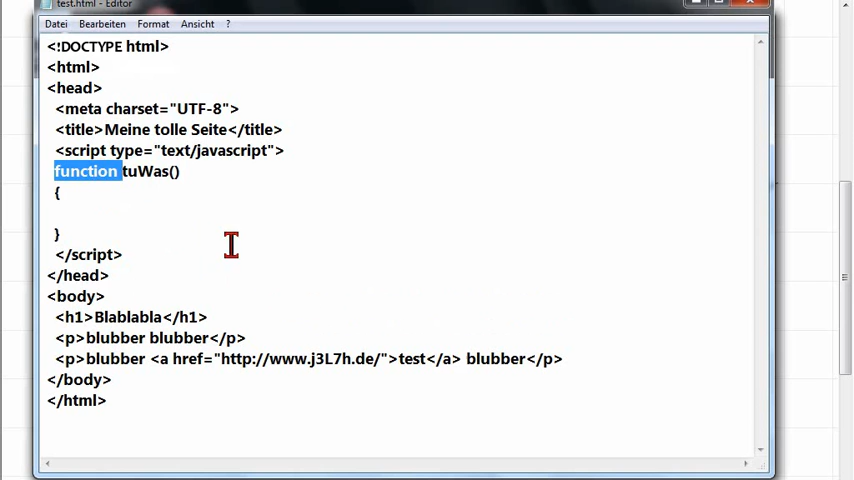 test.html - Editor
Datei Bearbeiten Format Ansicht ?
<!DOCTYPE html>
<html>
<head>
<meta charset="UTF-8">
<title>Meine tolle Seite</title>
<script type="text/javascript">
function tuWas()
{
}
</script>
</head>
<body>
<h1>Blablabla</h1>
<p>blubber blubber</p>
<p>blubber <a href="http://www.j3L7h.de/">test</a> blubber</p>
</body>
</html>